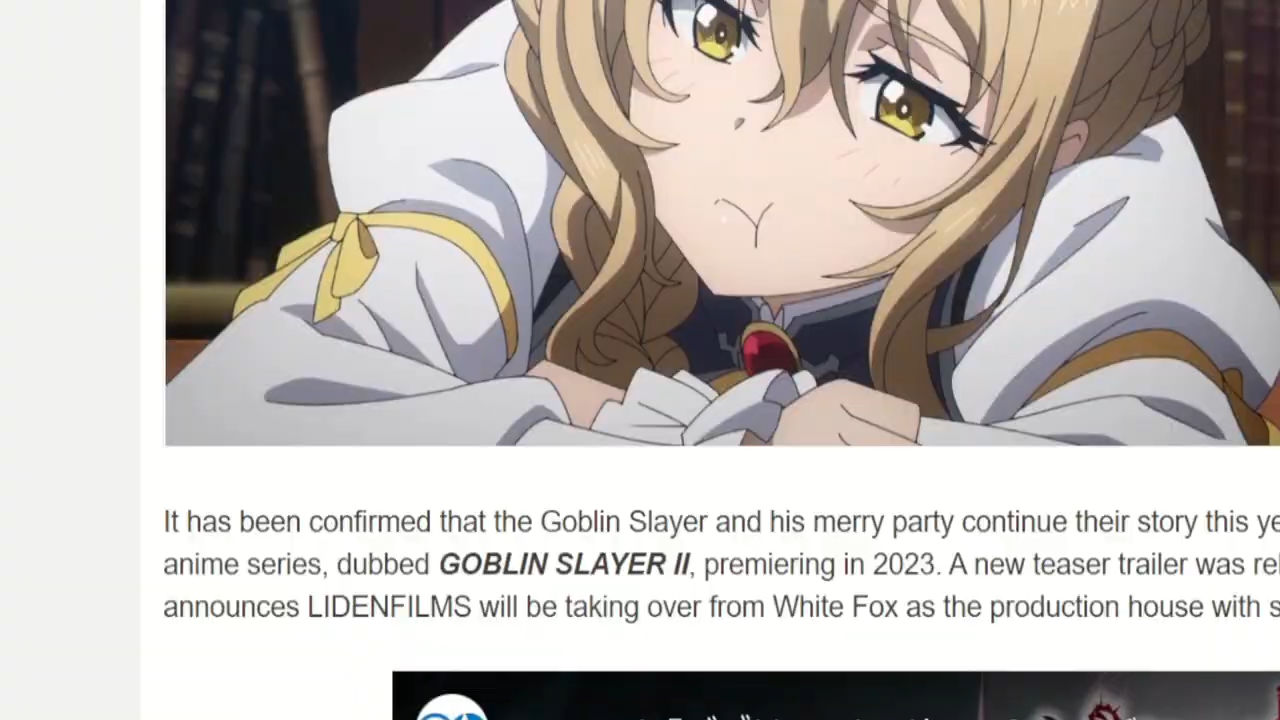 It has been confirmed that the Goblin Slayer and his merry party continue their story this
anime series, dubbed GOBLIN SLAYER II, premiering in 2023. A new teaser trailer was
announces LIDENFILMS will be taking over from White Fox as the production house with